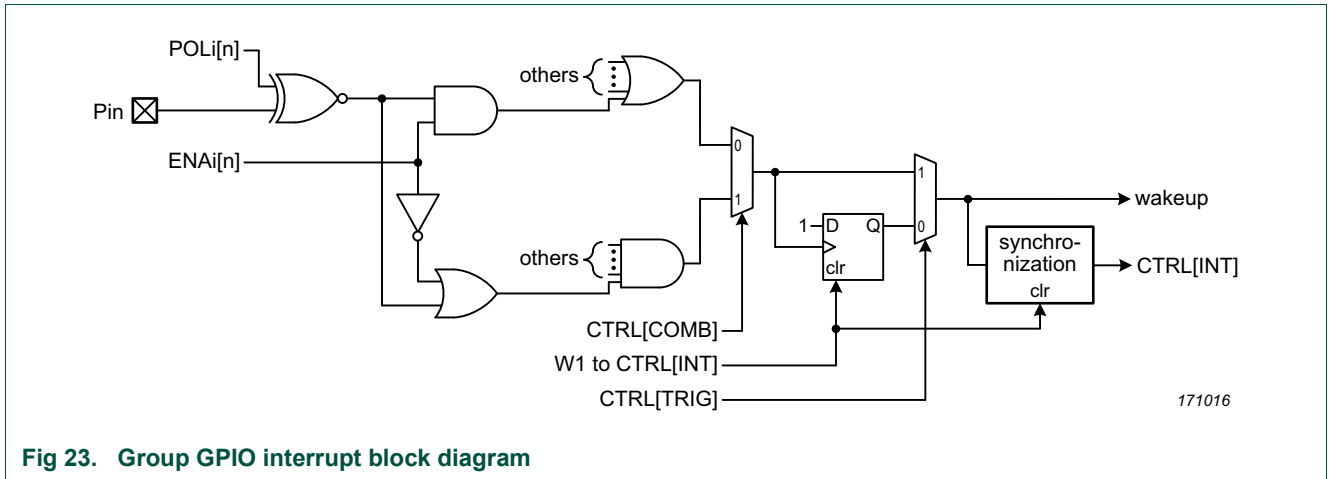 POLi[n]
Pin
ENAi[n]
others
others
0
1
1
D
Q
clr
1
0
wakeup
synchro-
nization
clr
CTRL[INT]
CTRL[COMB]
W1 to CTRL[INT]
CTRL[TRIG]
171016
Fig 23. Group GPIO interrupt block diagram